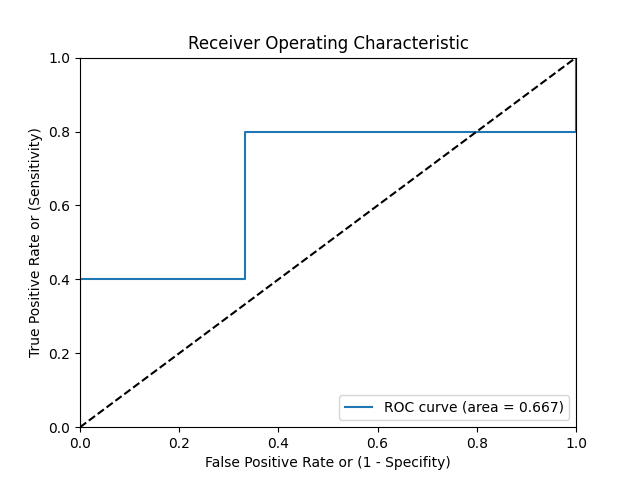 Receiver Operating Characteristic
True Positive Rate or (Sensitivity)
1.0
0.8
0.6
0.4
0.2
0.0
ROC curve (area = 0.667)
0.0 0.2 0.4 0.6 0.8 1.0
False Positive Rate or (1 - Specifity)